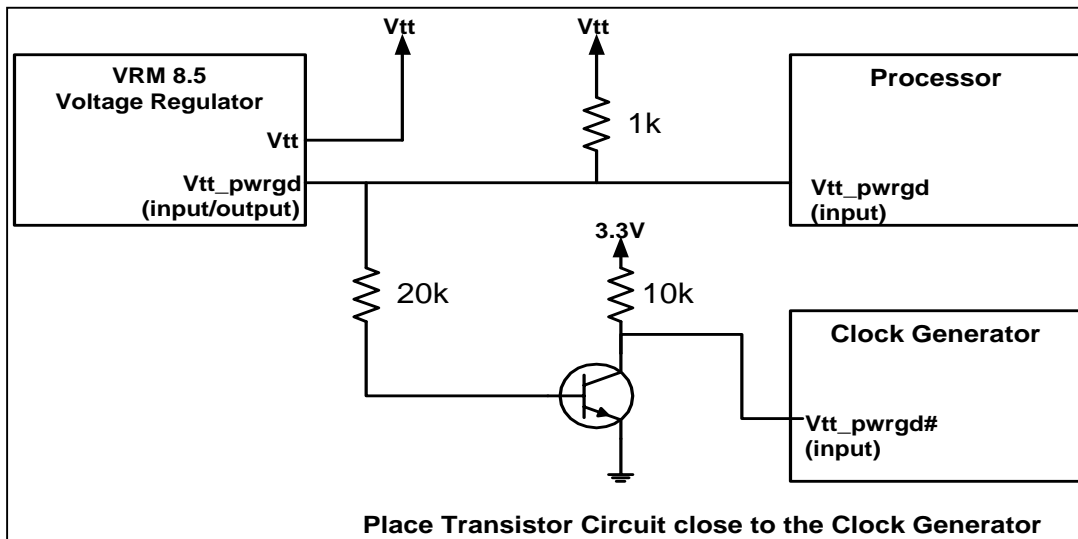 Vtt
Vtt
VRM 8.5
Voltage Regulator
Vtt
Vtt_pwrgd
(input/output)
1k
Processor
Vtt_pwrgd
(input)
20k
3.3V
10k
Clock Generator
Vtt_pwrgd#
(input)
Place Transistor Circuit close to the Clock Generator